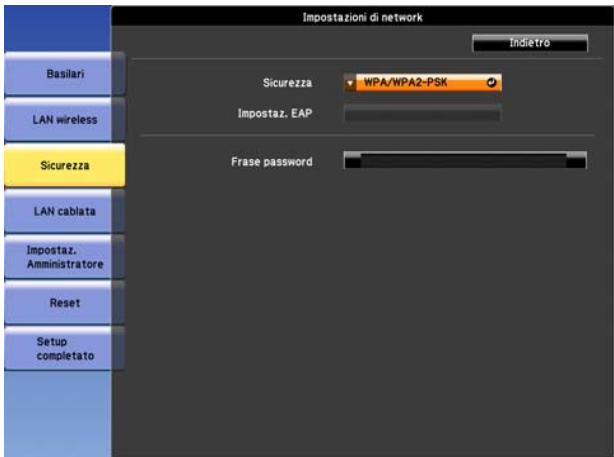 Impostazioni di network
Indietro
Basilari
LAN wireless
Sicurezza
LAN cablata
Impostaz.
Amministratore
Reset
Setup
completato
Sicurezza
WPA/WPA2-PSK
Impostaz. EAP
Frase password